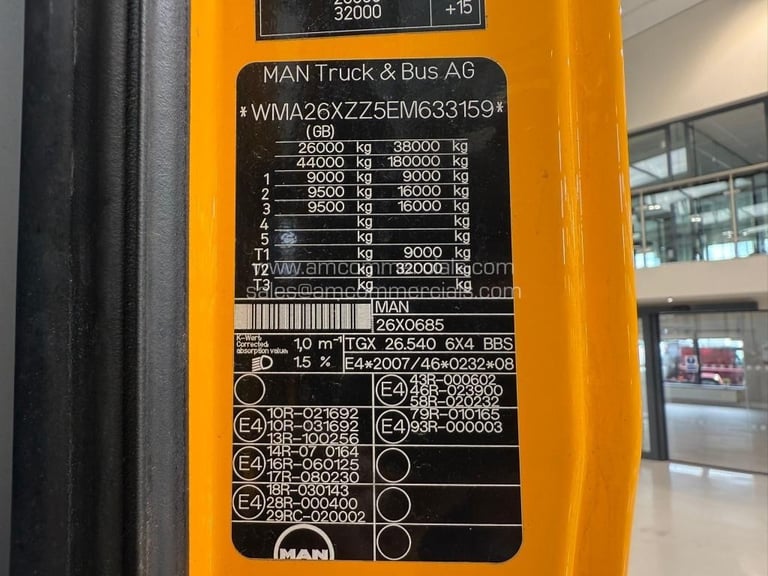 32000 +15
MAN Truck & Bus AG
*WMA26XZZ5EM633159*
(GB)
26000 kg 38000 kg
44000 kg 180000 kg
1 9000 kg 9000 kg
2 9500 kg 16000 kg
3 9500 kg 16000 kg
4 kg kg
5 kg kg
T1 kg 9000 kg
T2 kg 32000 kg
T3 kg kg
www.amcommercials.com
sales@amcommercials.com
MAN
26X0685
K-Wert
Corrected
absorption value
1,0 m⁻¹
TGX 26.540 6X4 BBS
1.5 %
E4*2007/46*0232*08
E4
43R-000602
46R-023900
58R-020232
E4
10R-021692
10R-031692
13R-100256
E4
79R-010165
93R-000003
E4
14R-07 0164
16R-060125
17R-080230
E4
18R-030143
28R-000400
29RC-020002
MAN